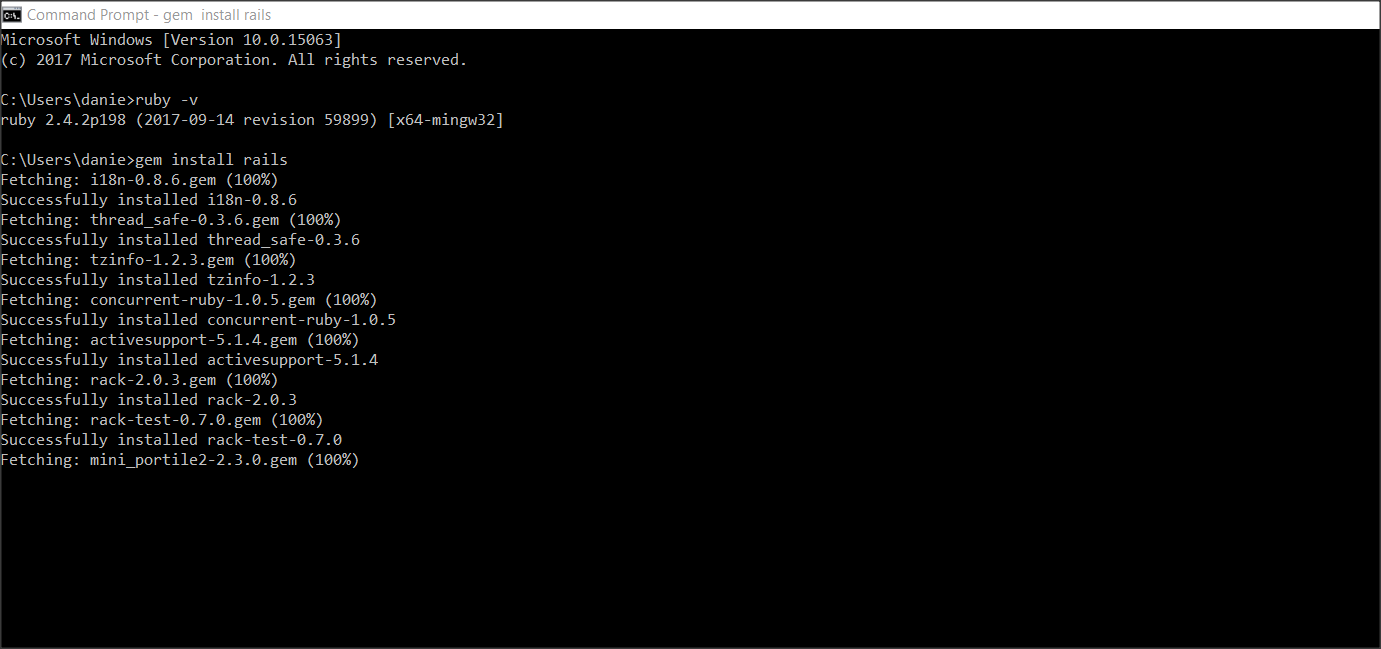 Command Prompt - gem  install rails
Microsoft Windows [Version 10.0.15063]
(c) 2017 Microsoft Corporation. All rights reserved.
C:\Users\danie>ruby -v
ruby 2.4.2p198 (2017-09-14 revision 59899) [x64-mingw32]
C:\Users\danie>gem install rails
Fetching: i18n-0.8.6.gem (100%)
Successfully installed i18n-0.8.6
Fetching: thread_safe-0.3.6.gem (100%)
Successfully installed thread_safe-0.3.6
Fetching: tzinfo-1.2.3.gem (100%)
Successfully installed tzinfo-1.2.3
Fetching: concurrent-ruby-1.0.5.gem (100%)
Successfully installed concurrent-ruby-1.0.5
Fetching: activesupport-5.1.4.gem (100%)
Successfully installed activesupport-5.1.4
Fetching: rack-2.0.3.gem (100%)
Successfully installed rack-2.0.3
Fetching: rack-test-0.7.0.gem (100%)
Successfully installed rack-test-0.7.0
Fetching: mini_portile2-2.3.0.gem (100%)